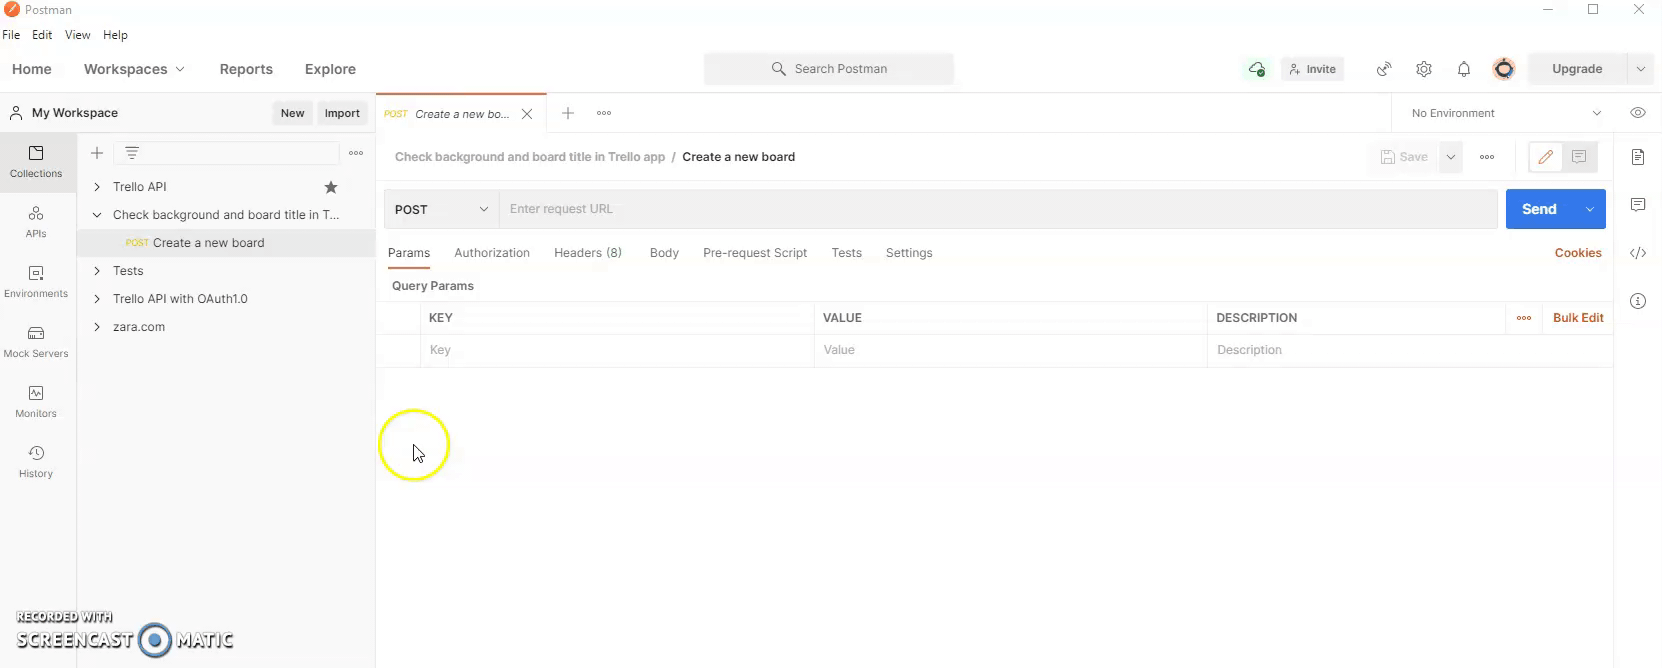 Postman
File Edit View Help
Home Workspaces Reports Explore Search Postman Invite Upgrade
My Workspace New Import POST Create a new bo... No Environment
Check background and board title in Trello app / Create a new board Save
Collections
Trello API
Check background and board title in T...
POST Create a new board
Tests
Trello API with OAuth1.0
zara.com
APIs
Environments
Mock Servers
Monitors
History
POST Enter request URL Send
Params Authorization Headers (8) Body Pre-request Script Tests Settings Cookies
Query Params
KEY VALUE DESCRIPTION Bulk Edit
Key Value Description
RECORDED WITH
SCREENCAST MATIC